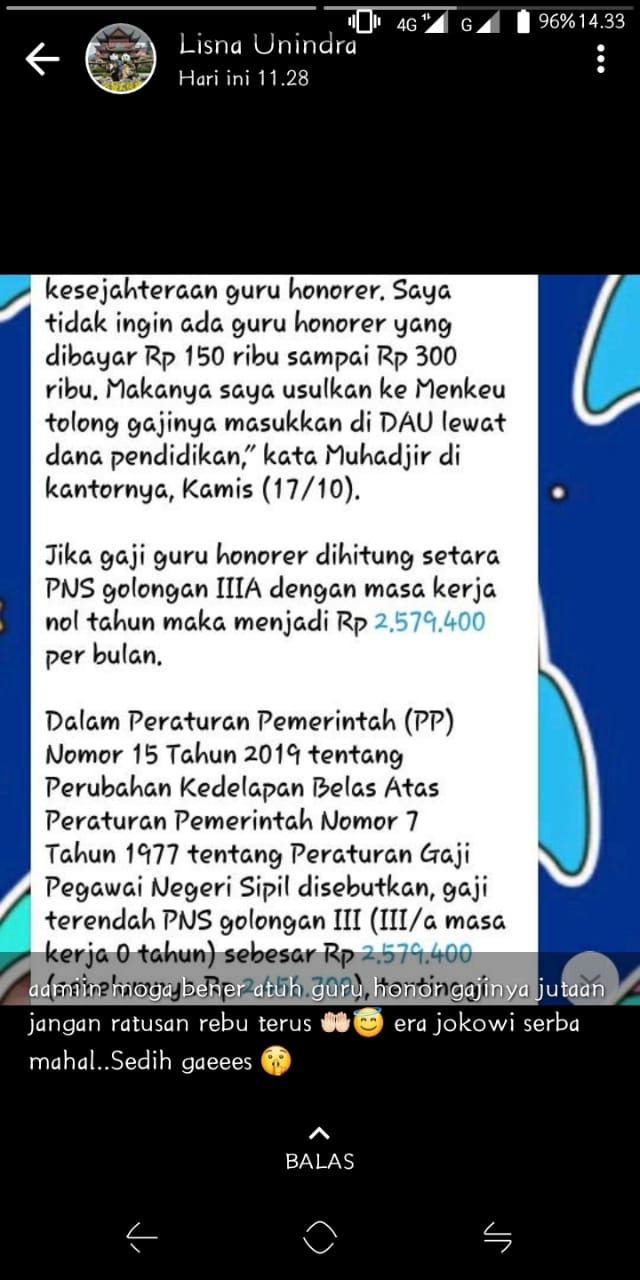 4G G 96% 14.33
Lisna Unindra
Hari ini 11.28
kesejahteraan guru honorer. Saya
tidak ingin ada guru honorer yang
dibayar Rp 150 ribu sampai Rp 300
ribu. Makanya saya usulkan ke Menkeu
tolong gajinya masukkan di DAU lewat
dana pendidikan,” kata Muhadjir di
kantornya, Kamis (17/10).
Jika gaji guru honorer dihitung setara
PNS golongan IIIA dengan masa kerja
nol tahun maka menjadi Rp 2.579.400
per bulan.
Dalam Peraturan Pemerintah (PP)
Nomor 15 Tahun 2019 tentang
Perubahan Kedelapan Belas Atas
Peraturan Pemerintah Nomor 7
Tahun 1977 tentang Peraturan Gaji
Pegawai Negeri Sipil disebutkan, gaji
terendah PNS golongan III (III/a masa
kerja 0 tahun) sebesar Rp 2.579.400
aamiin moga bener atuh guru honor gajinya jutaan
jangan ratusan rebu terus 🤲🏻😇 era jokowi serba
mahal..Sedih gaeees 🤫
BALAS